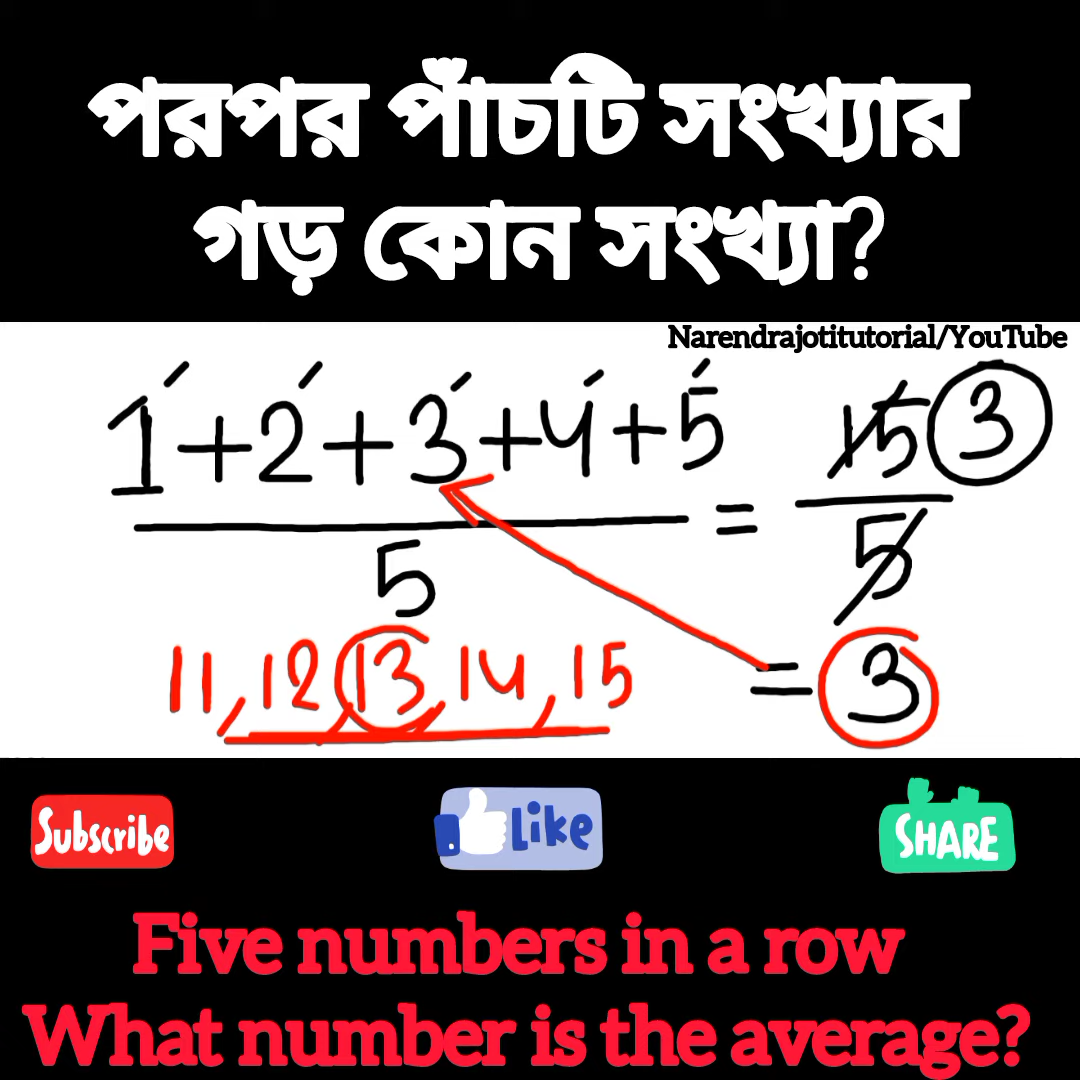 পরপর পাঁচটি সংখ্যার
গড় কোন সংখ্যা?
Narendrajotitutorial/YouTube
1+2+3+4+5
5
=
15 3
5
11, 12, 13, 14, 15
= 3
Subscribe
Like
SHARE
Five numbers in a row
What number is the average?